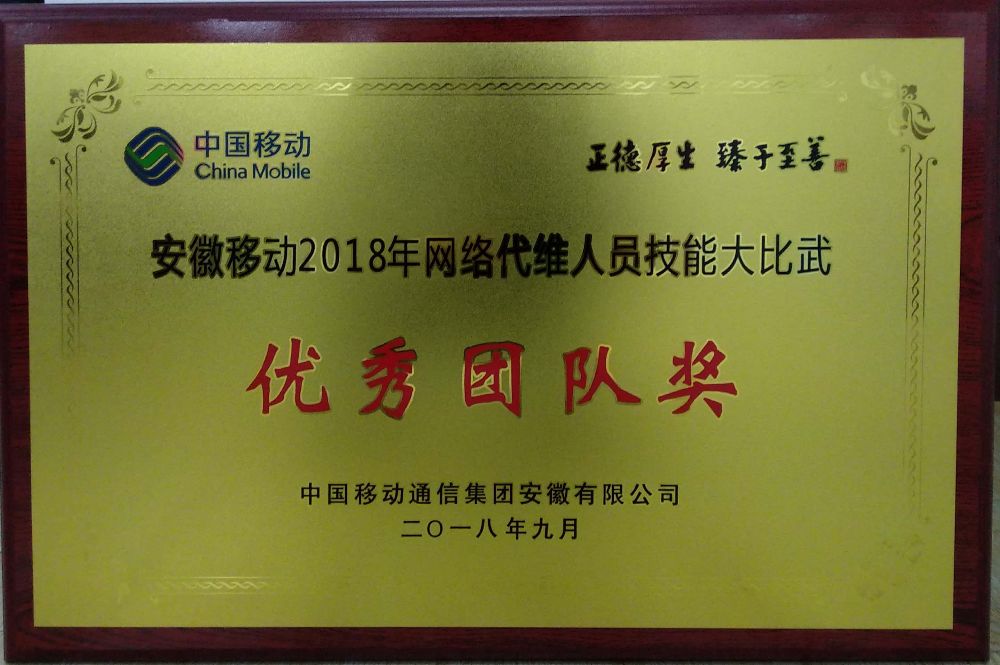 中国移动
China Mobile
正德厚生 臻于至善
安徽移动2018年网络代维人员技能大比武
优秀团队奖
中国移动通信集团安徽有限公司
二〇一八年九月